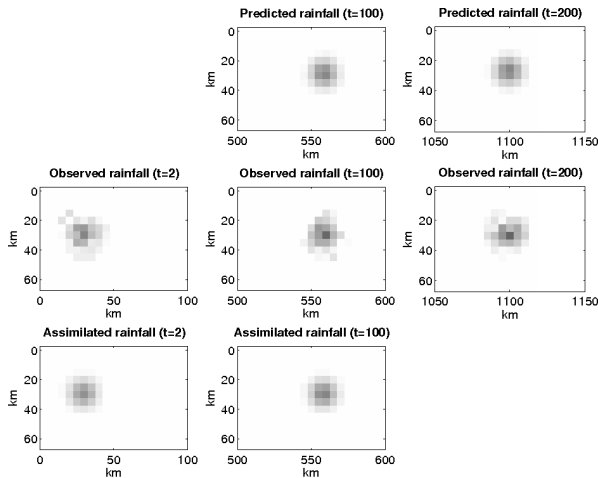 Predicted rainfall (t=100)
0
20
40
60
km
500
550
600
km
Predicted rainfall (t=200)
0
20
40
60
km
1050
1100
1150
km
Observed rainfall (t=2)
0
20
40
60
km
0
50
100
km
Observed rainfall (t=100)
0
20
40
60
km
500
550
600
km
Observed rainfall (t=200)
0
20
40
60
km
1050
1100
1150
km
Assimilated rainfall (t=2)
0
20
40
60
km
0
50
100
km
Assimilated rainfall (t=100)
0
20
40
60
km
500
550
600
km